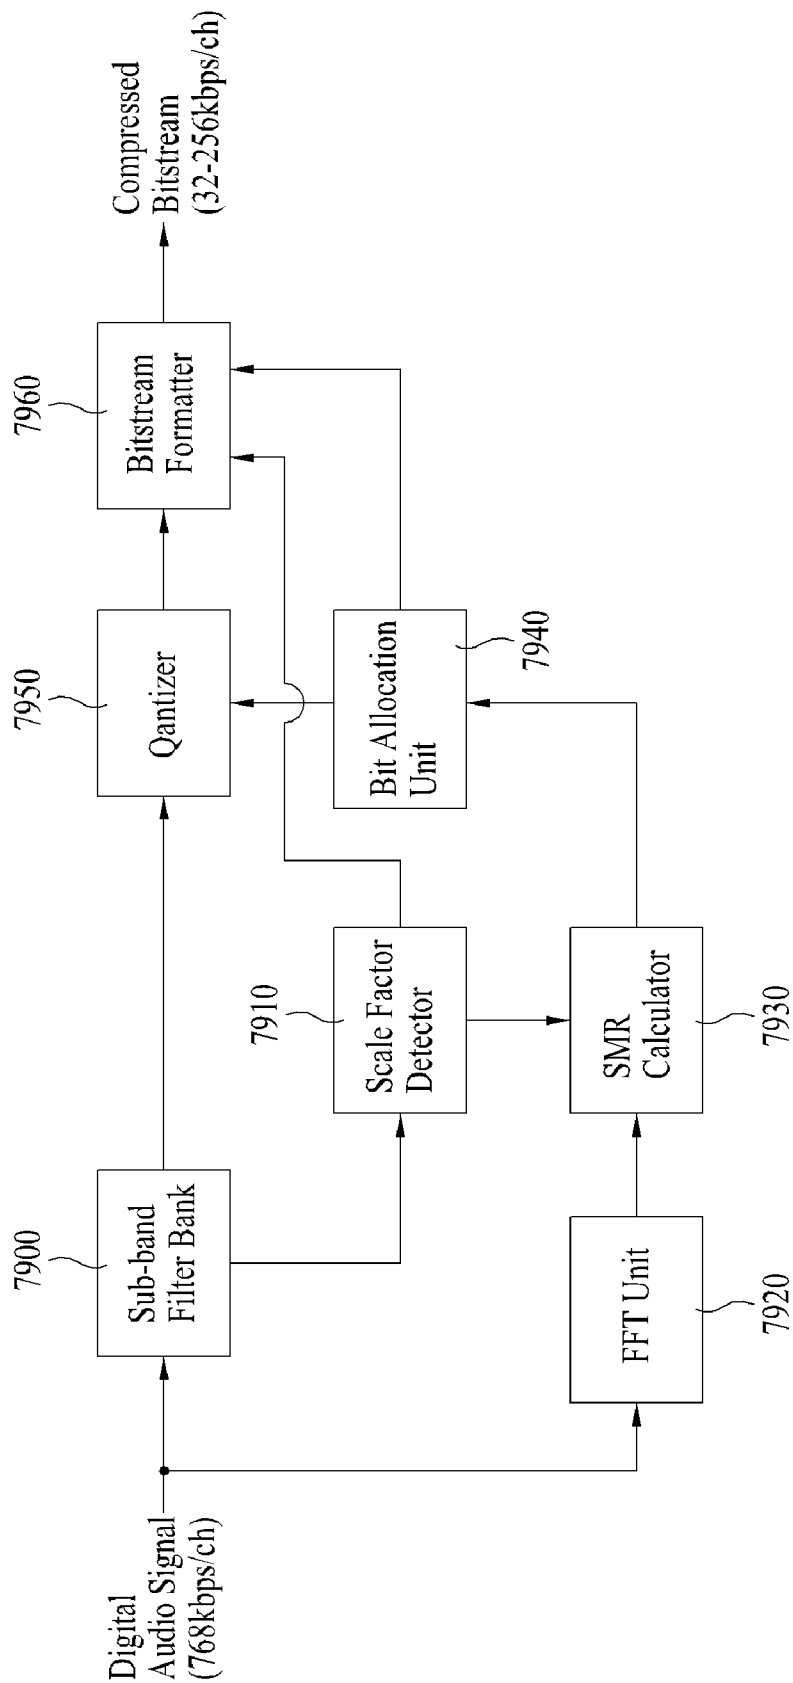 Digital
Audio Signal
(768kbps/ch)
7900
Sub-band
Filter Bank
7950
Qantizer
7960
Bitstream
Formatter
Compressed
Bitstream
(32-256kbps/ch)
7910
Scale Factor
Detector
Bit Allocation
Unit
7940
FFT Unit
7920
SMR
Calculator
7930